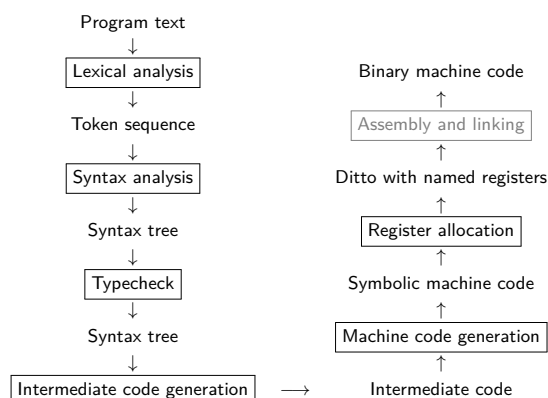 Program text
Lexical analysis
Token sequence
Syntax analysis
Syntax tree
Typecheck
Syntax tree
Intermediate code generation
Intermediate code
Machine code generation
Symbolic machine code
Register allocation
Ditto with named registers
Assembly and linking
Binary machine code